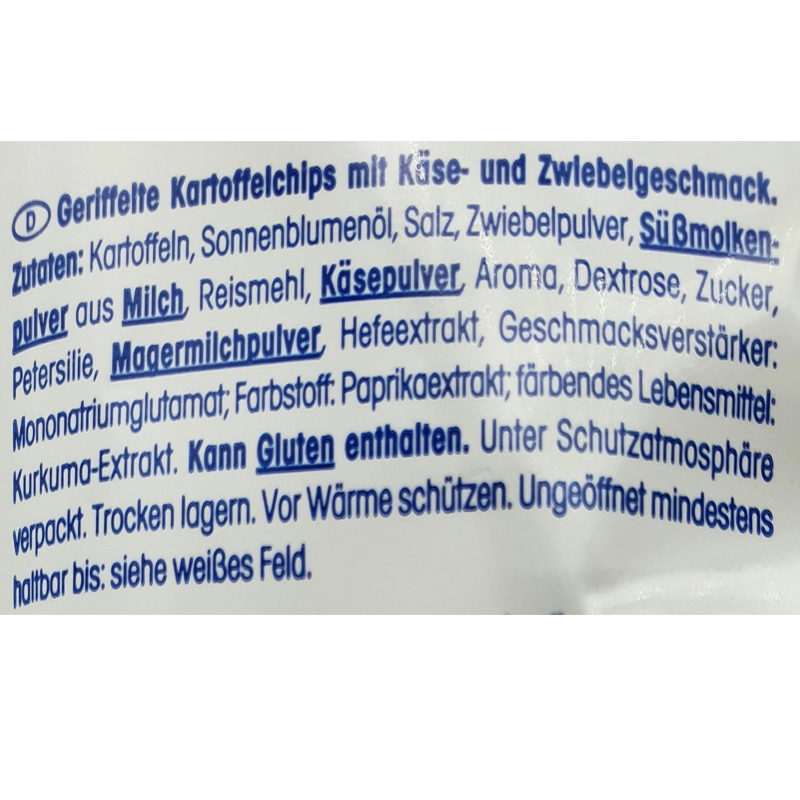 D Geriffelte Kartoffelchips mit Käse- und Zwiebelgeschmack.
Zutaten: Kartoffeln, Sonnenblumenöl, Salz, Zwiebelpulver, Süßmolken-
pulver aus Milch, Reismehl, Käsepulver, Aroma, Dextrose, Zucker,
Petersilie, Magermilchpulver, Hefeextrakt, Geschmacksverstärker:
Mononatriumglutamat; Farbstoff: Paprikaextrakt; färbendes Lebensmittel:
Kurkuma-Extrakt. Kann Gluten enthalten. Unter Schutzatmosphäre
verpackt. Trocken lagern. Vor Wärme schützen. Ungeöffnet mindestens
haltbar bis: siehe weißes Feld.